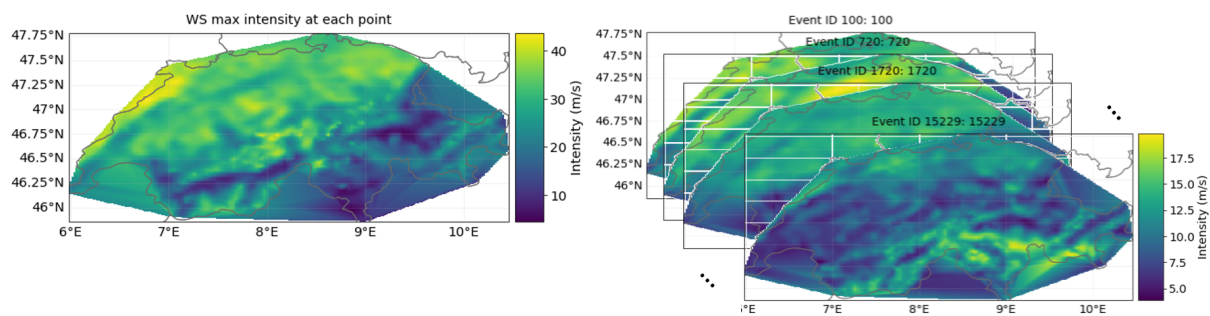 WS max intensity at each point
47.75°N
47.5°N
47.25°N
47°N
46.75°N
46.5°N
46.25°N
46°N
6°E
7°E
8°E
9°E
10°E
40
30
20
10
Intensity (m/s)
Event ID 100: 100
Event ID 720: 720
Event ID 1720: 1720
Event ID 15229: 15229
47.75°N
47.5°N
47.25°N
47°N
46.75°N
46.5°N
46.25°N
46°N
°E
7°E
8°E
9°E
10°E
17.5
15.0
12.5
10.0
7.5
5.0
Intensity (m/s)